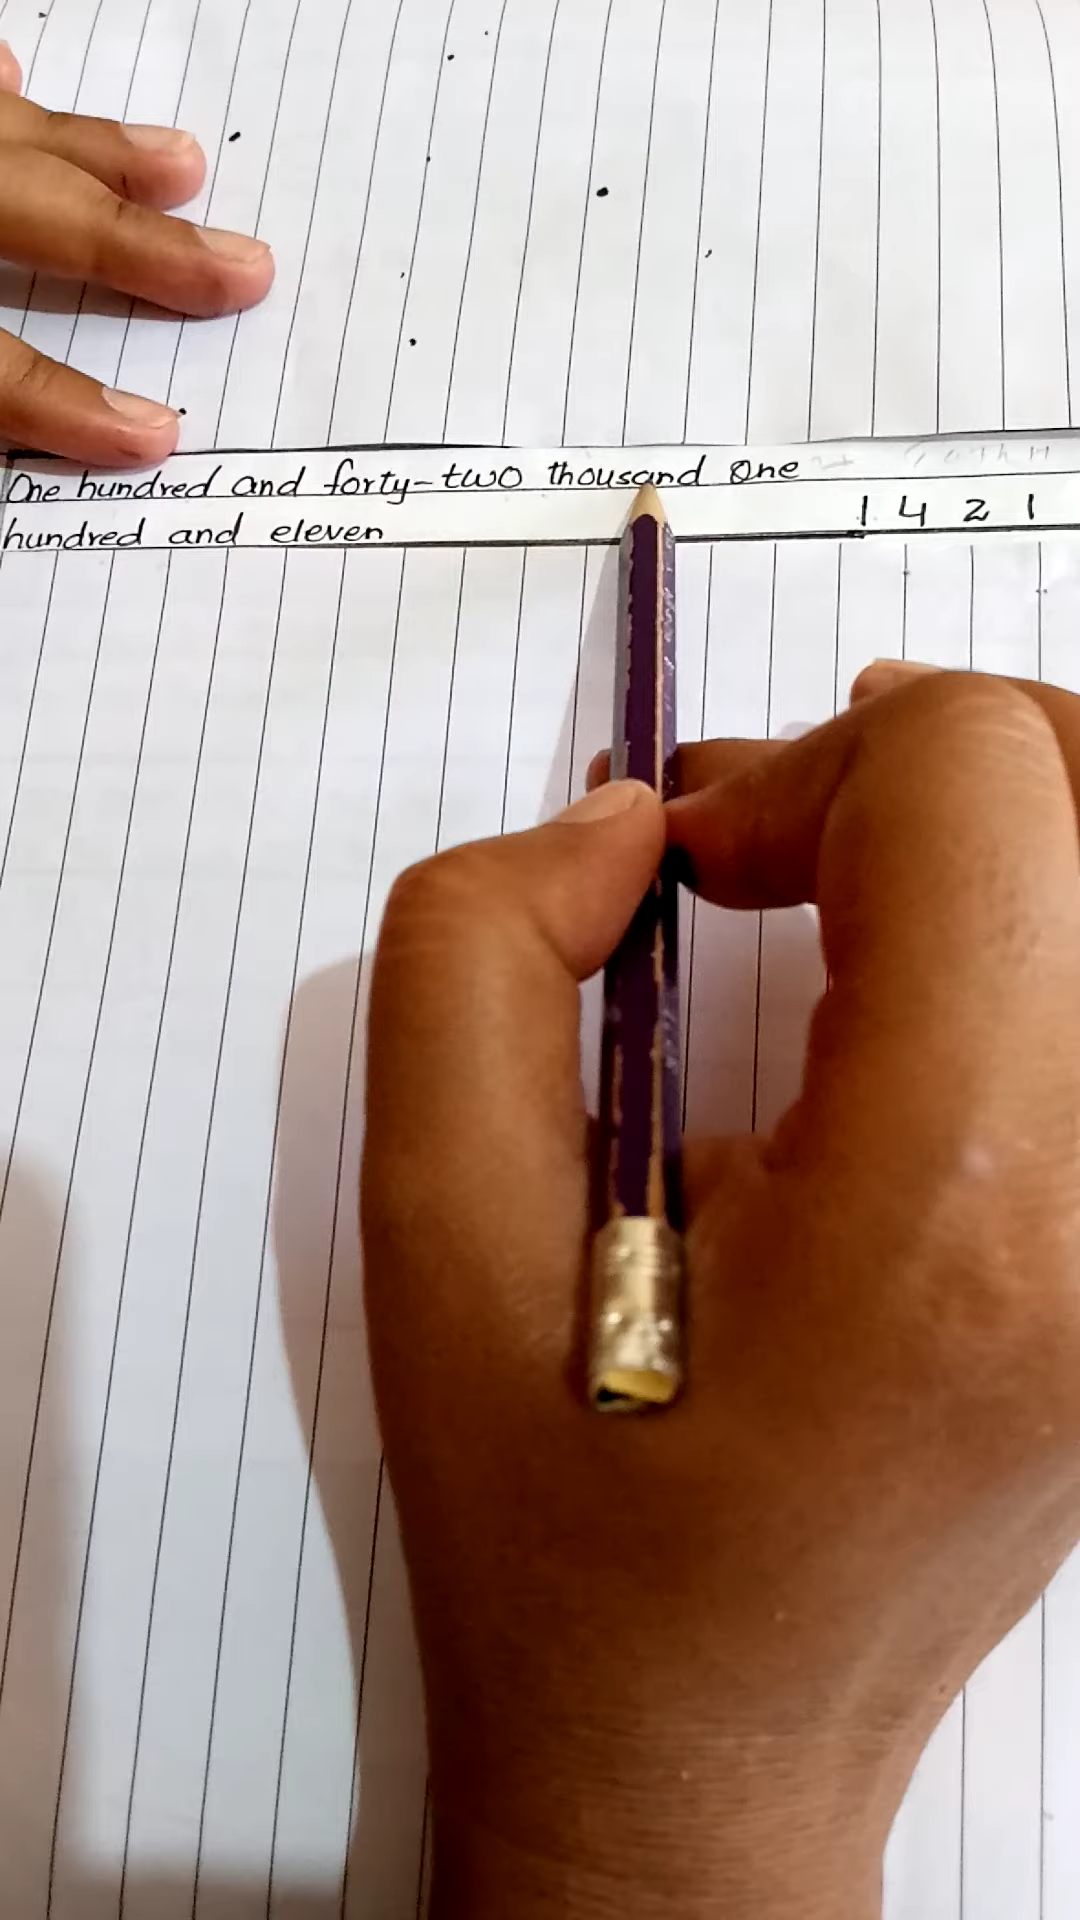 One hundred and forty-two thousand One
hundred and eleven
1 4 2 1